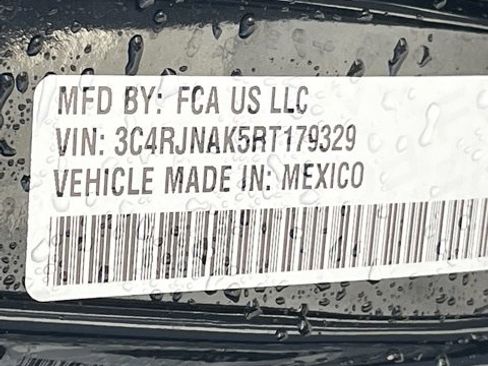 MFD BY: FCA US LLC
VIN: 3C4RJNAK5RT179329
VEHICLE MADE IN: MEXICO